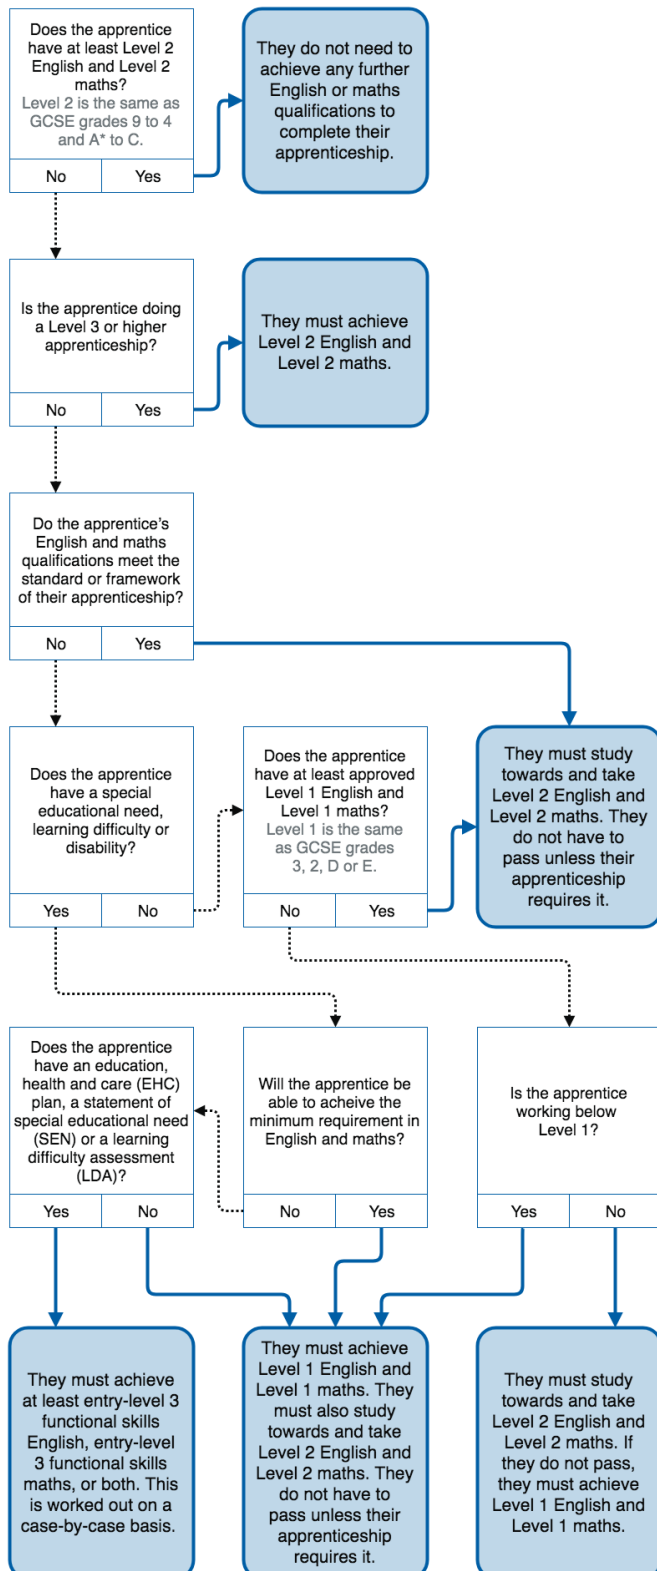 Does the apprentice
have at least Level 2
English and Level 2
maths?
Level 2 is the same as
GCSE grades 9 to 4
and A* to C.
No
Yes
They do not need to
achieve any further
English or maths
qualifications to
complete their
apprenticeship.
Is the apprentice doing
a Level 3 or higher
apprenticeship?
No
Yes
They must achieve
Level 2 English and
Level 2 maths.
Do the apprentice’s
English and maths
qualifications meet the
standard or framework
of their apprenticeship?
No
Yes
Does the apprentice
have a special
educational need,
learning difficulty or
disability?
Yes
No
Does the apprentice
have at least approved
Level 1 English and
Level 1 maths?
Level 1 is the same
as GCSE grades
3, 2, D or E.
No
Yes
They must study
towards and take
Level 2 English and
Level 2 maths. They
do not have to
pass unless their
apprenticeship
requires it.
Does the apprentice
have an education,
health and care (EHC)
plan, a statement of
special educational need
(SEN) or a learning
difficulty assessment
(LDA)?
Yes
No
Will the apprentice be
able to acheive the
minimum requirement in
English and maths?
No
Yes
Is the apprentice
working below
Level 1?
Yes
No
They must achieve
at least entry-level 3
functional skills
English, entry-level
3 functional skills
maths, or both. This
is worked out on a
case-by-case basis.
They must achieve
Level 1 English and
Level 1 maths. They
must also study
towards and take
Level 2 English and
Level 2 maths. They
do not have to
pass unless their
apprenticeship
requires it.
They must study
towards and take
Level 2 English and
Level 2 maths. If
they do not pass,
they must achieve
Level 1 English and
Level 1 maths.